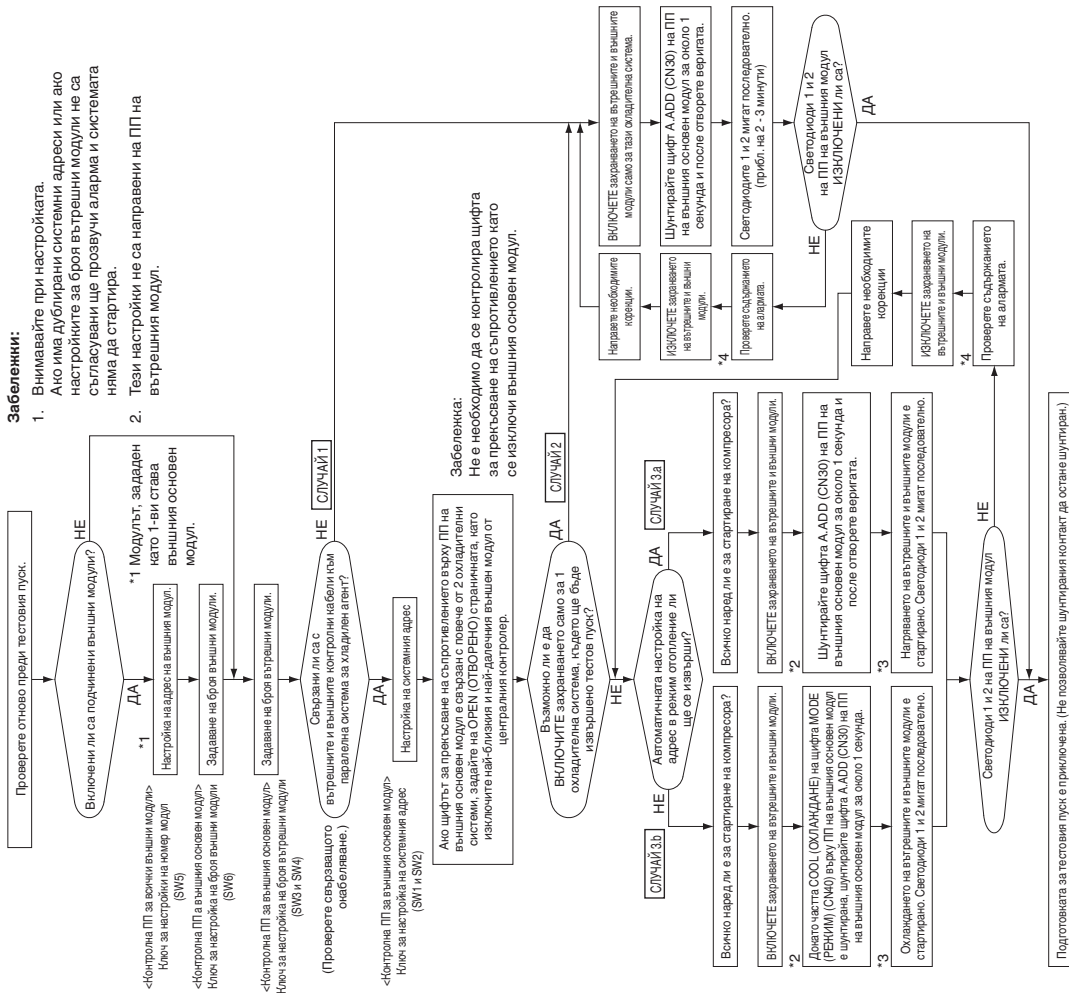 Проверете отново преди тестовия пуск.
Забележки:
1. Внимавайте при настройката.
Ако има дублирани системни адреси или ако
настройките за броя вътрешни модули не са
съгласувани ще прозвучи аларма и системата
няма да стартира.
2. Тези настройки не са направени на ПП на
вътрешния модул.
Включени ли са подчинени външни модули?
НЕ
ДА
*1 Модулът, зададен
като 1-ви става
външния основен
модул.
*1
<Контролна ПП за всички външни модули>
Ключ за настройки на номер модул
(SW5)
Настройка на адрес на външния модул.
<Контролна ПП а външния основен модул>
Ключ за настройка на броя външни модули
(SW6)
Задаване на броя външни модули.
<Контролна ПП за външния основен модул>
Ключ за настройка на броя вътрешни модули
(SW3 и SW4)
Задаване на броя вътрешни модули.
(Проверете свързващото
окабеляване.)
Свързани ли са с
вътрешните и външните контролни кабели към
паралелна система за хладилен агент?
НЕ
СЛУЧАЙ 1
ДА
<Контролна ПП за външния основен модул>
Ключ за настройка на системния адрес
(SW1 и SW2)
Настройка на системния адрес
Ако щифтът за прекъсване на съпротивлението върху ПП на
външния основен модул е свързан с повече от 2 охладителни
системи, задайте на OPEN (ОТВОРЕНО) страничната, като
изключите най-близкия и най-далечния външен модул от
централния контролер.
Забележка:
Не е необходимо да се контролира щифта
за прекъсване на съпротивлението като
се изключи външния основен модул.
Възможно ли е да
ВКЛЮЧИТЕ захранването само за 1
охладителна система, където ще бъде
извършено тестов пуск?
ДА
СЛУЧАЙ 2
НЕ
Автоматичната настройка на
адрес в режим отопление ли
ще се извърши?
НЕ
СЛУЧАЙ 3.b
ДА
СЛУЧАЙ 3.a
Всичко наред ли е за стартиране на компресора?
ВКЛЮЧЕТЕ захранването на вътрешните и външни модули.
*2
Докато частта COOL (ОХЛАЖДАНЕ) на щифта MODE
(РЕЖИМ) (CN40) върху ПП на външния основен модул
е шунтирана, шунтирайте щифта A.ADD (CN30) на ПП
на външния основен модул за около 1 секунда.
*3
Охлаждането на вътрешните и външните модули е
стартирано. Светодиоди 1 и 2 мигат последователно.
Всичко наред ли е за стартиране на компресора?
ВКЛЮЧЕТЕ захранването на вътрешните и външни модули.
*2
Шунтирайте щифта A.ADD (CN30) на ПП на
външния основен модул за около 1 секунда и
после отворете веригата.
*3
Нагряването на вътрешните и външните модули е
стартирано. Светодиоди 1 и 2 мигат последователно.
Светодиоди 1 и 2 на ПП на външния модул
ИЗКЛЮЧЕНИ ли са?
НЕ
ДА
*4
Проверете съдържанието
на алармата.
ИЗКЛЮЧЕТЕ захранването на
вътрешните и външни модули.
Направете необходимите
корекции
ВКЛЮЧЕТЕ захранването на вътрешните и външните
модули само за тази охладителна система.
Шунтирайте щифт A.ADD (CN30) на ПП
на външния основен модул за около 1
секунда и после отворете веригата.
Светодиодите 1 и 2 мигат последователно.
(прибл. на 2 - 3 минути)
Светодиоди 1 и 2
на ПП на външния модул
ИЗКЛЮЧЕНИ ли са?
НЕ
ДА
*4
Проверете съдържанието
на алармата.
ИЗКЛЮЧЕТЕ захранването
на вътрешните и външни
модули.
Направете необходимите
корекции.
Подготовката за тестовия пуск е приключена. (Не позволявайте шунтирания контакт да остане шунтиран.)